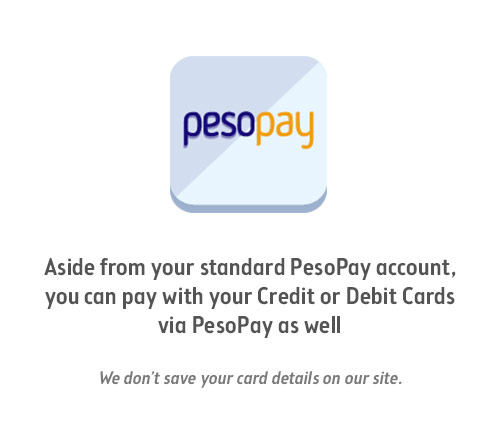 pesopay
Aside from your standard PesoPay account,
you can pay with your Credit or Debit Cards
via PesoPay as well
We don't save your card details on our site.